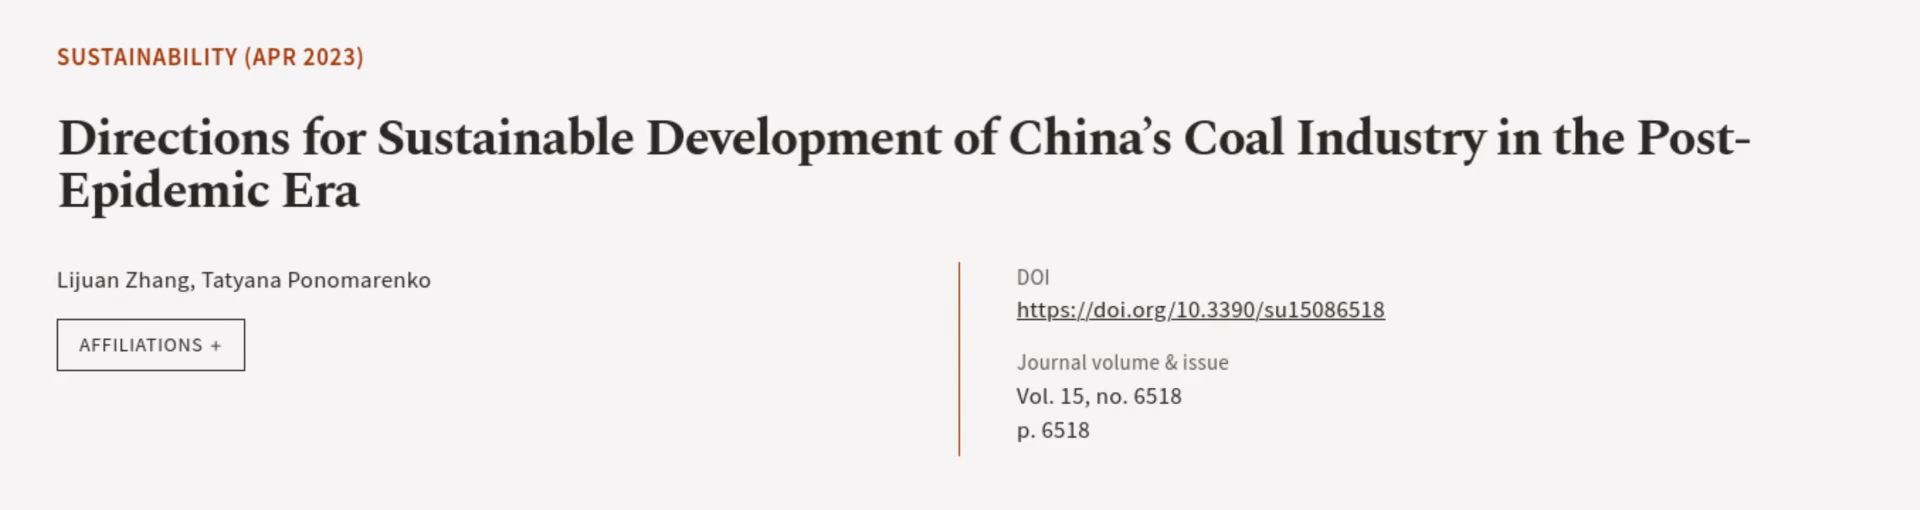 SUSTAINABILITY (APR 2023)
Directions for Sustainable Development of China’s Coal Industry in the Post-
Epidemic Era
Lijuan Zhang, Tatyana Ponomarenko
AFFILIATIONS +
DOI
https://doi.org/10.3390/su15086518
Journal volume & issue
Vol. 15, no. 6518
p. 6518